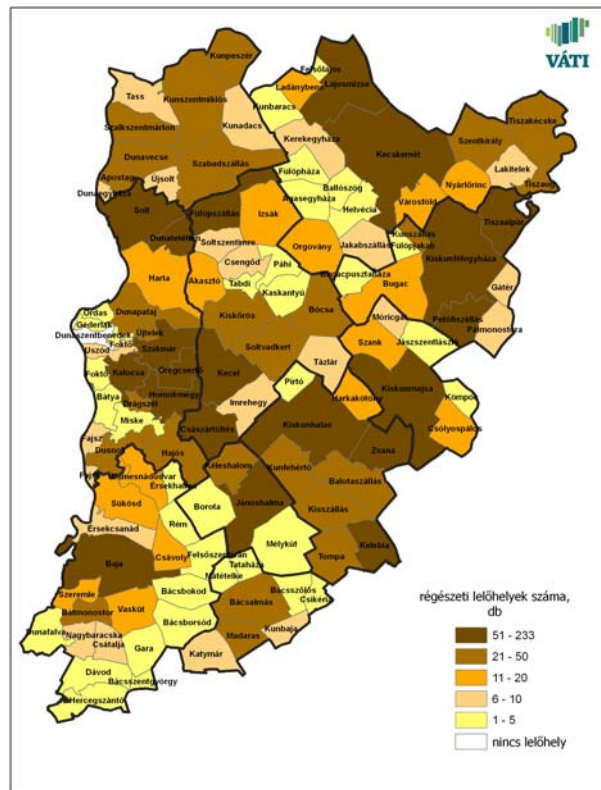 VÁTI
Kunpeszér
Felsőlajos
Tass
Ladánybene
Lajosmizse
Kunszentmiklós
Kunbaracs
Tiszakécske
Szalkszentmárton
Kunadacs
Kerekegyháza
Szentkirály
Dunavecse
Kecskemét
Szabadszállás
Lakitelek
Apostag
Újsolt
Fülöpháza
Nyárlőrinc
Tiszaug
Dunaegyháza
Ballószög
Ágasegyháza
Városföld
Solt
Fülöpszállás
Izsák
Helvécia
Tiszaalpár
Dunatetétlen
Soltszentimre
Orgovány
Jakabszállás
Kunszállás
Fülöpjakab
Kiskunfélegyháza
Csengőd
Páhi
Harta
Akasztó
Tabdi
Kaskantyú
Bugacpusztaháza
Bugac
Gátér
Ordas
Dunapataj
Bócsa
Móricgát
Petőfiszállás
Géderlak
Kiskőrös
Pálmonostora
Dunaszentbenedek
Újtelek
Szank
Jászszentlászló
Foktő
Szakmár
Soltvadkert
Uszód
Tázlár
Foktő
Kalocsa
Öregcsertő
Kecel
Pirtó
Kiskunmajsa
Kömpöc
Bátya
Homokmégy
Imrehegy
Harkakötöny
Drágszél
Csólyospálos
Miske
Császártöltés
Kiskunhalas
Fajsz
Dusnok
Hajós
Zsana
Kéleshalom
Kunfehértó
Balotaszállás
Borota
Jánoshalma
Sükösd
Kisszállás
Rém
Érsekcsanád
Mélykút
Csávoly
Felsőszentiván
Tompa
Kelebia
Baja
Tataháza
Mátételke
Szeremle
Bácsbokod
Bácsszőlős
Csikéria
Bátmonostor
Vaskút
Bácsalmás
Bácsborsód
Dunafalva
Nagybaracska
Madaras
Kunbaja
Csátalja
Gara
Katymár
Dávod
Bácsszentgyörgy
Hercegszántó
régészeti lelőhelyek száma,
db
51 - 233
21 - 50
11 - 20
6 - 10
1 - 5
nincs lelőhely